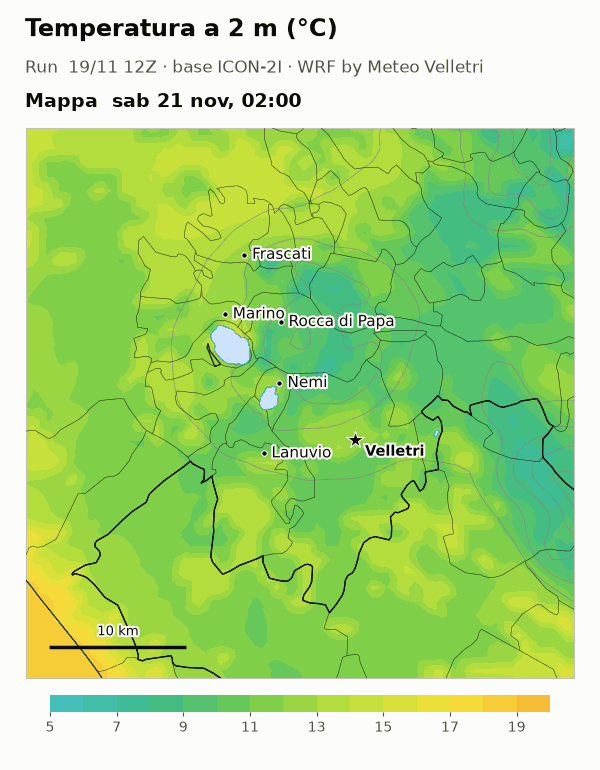 Temperatura a 2 m (°C)
Run  19/11 12Z · base ICON-2I · WRF by Meteo Velletri
Mappa  sab 21 nov, 02:00
Frascati
Marino
Rocca di Papa
Nemi
Velletri
Lanuvio
10 km
5 7 9 11 13 15 17 19